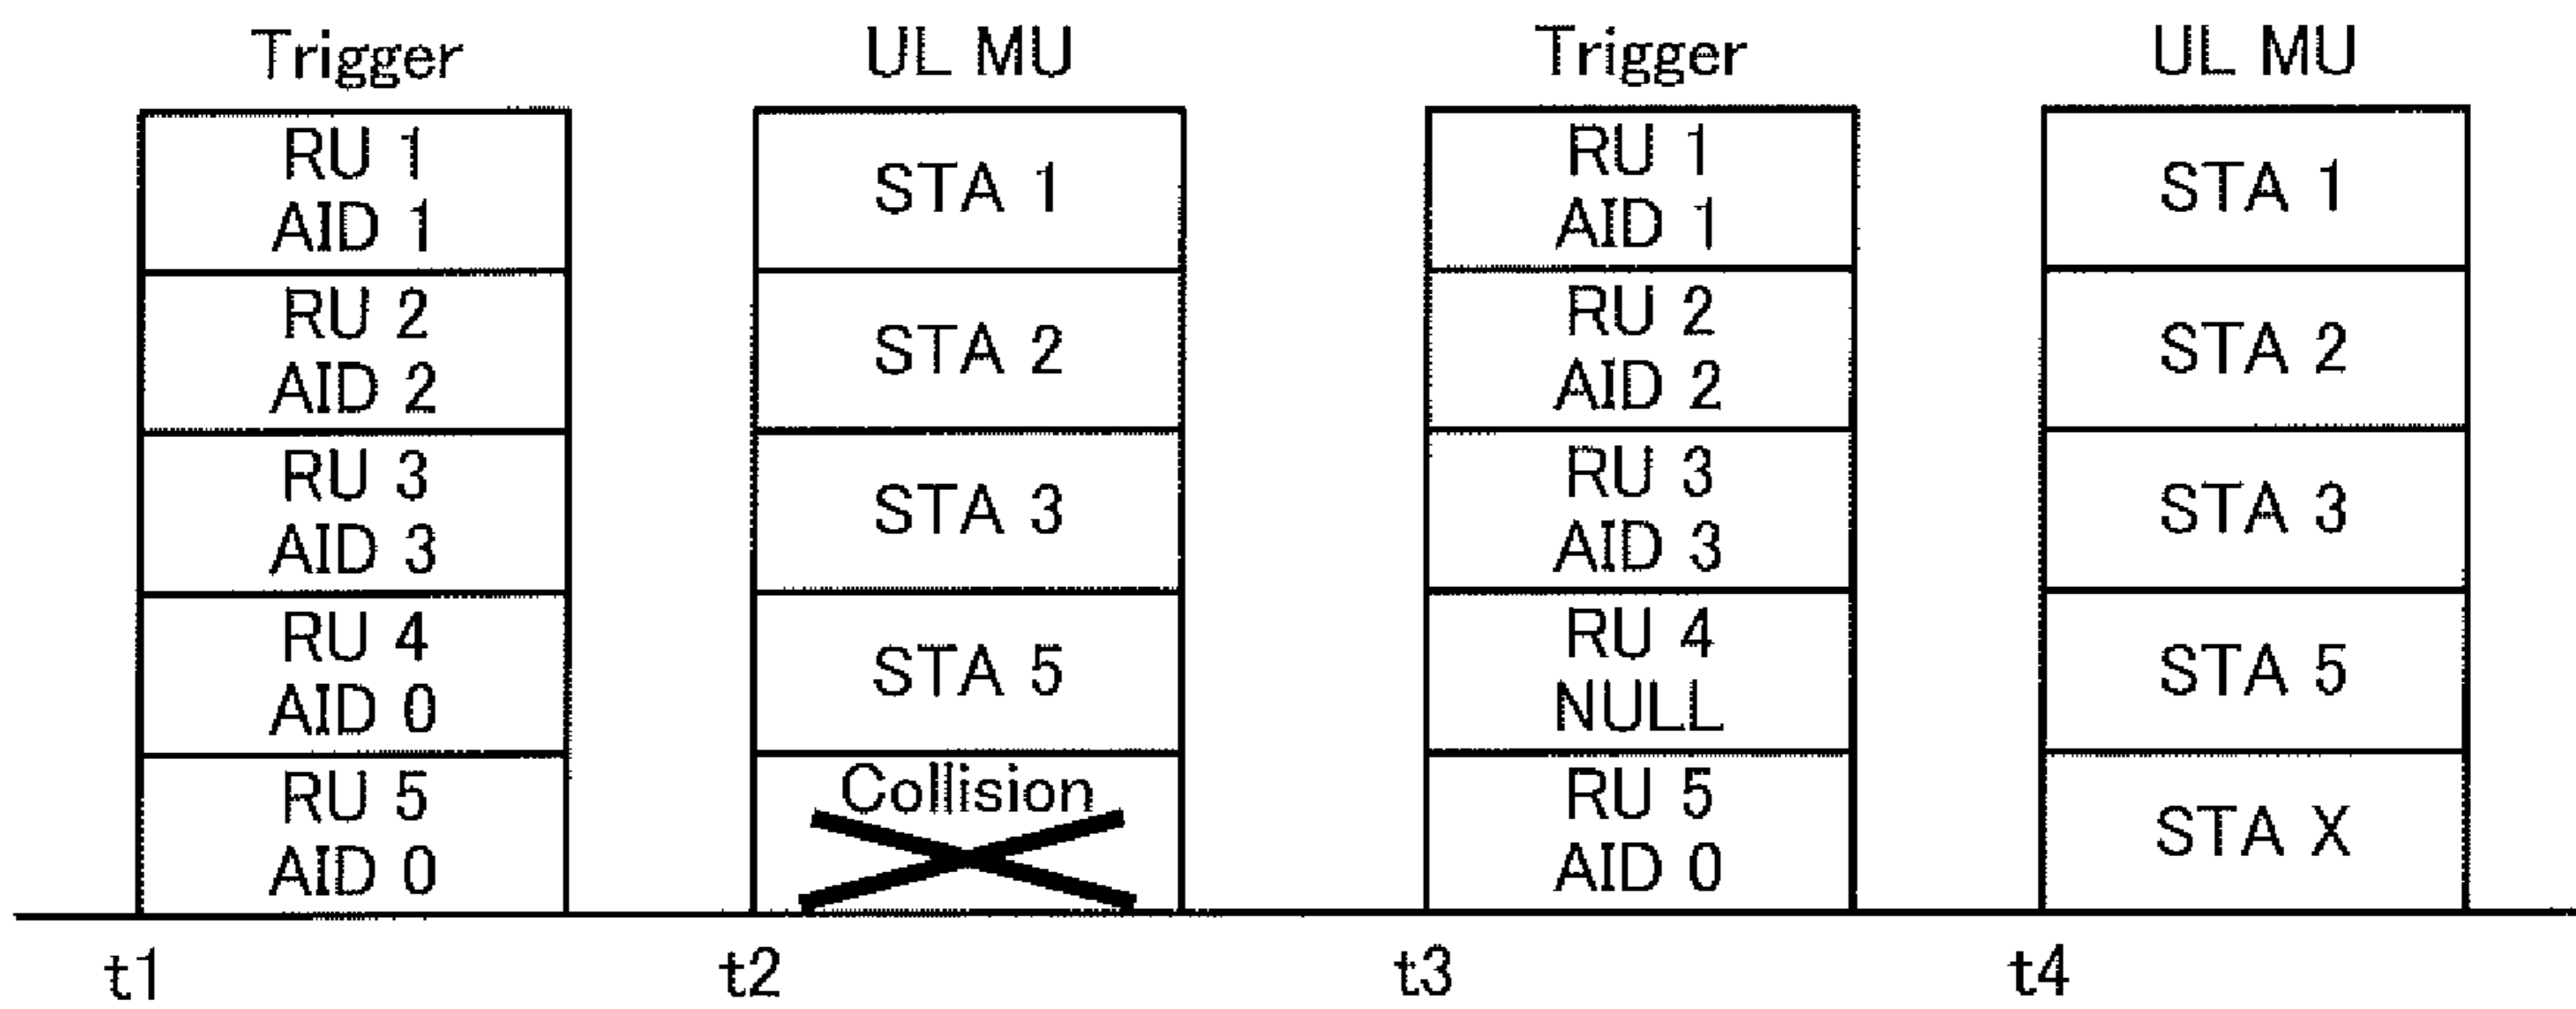 Trigger
RU 1
AID 1
RU 2
AID 2
RU 3
AID 3
RU 4
AID 0
RU 5
AID 0
t1
UL MU
STA 1
STA 2
STA 3
STA 5
Collision
t2
Trigger
RU 1
AID 1
RU 2
AID 2
RU 3
AID 3
RU 4
NULL
RU 5
AID 0
t3
UL MU
STA 1
STA 2
STA 3
STA 5
STA X
t4